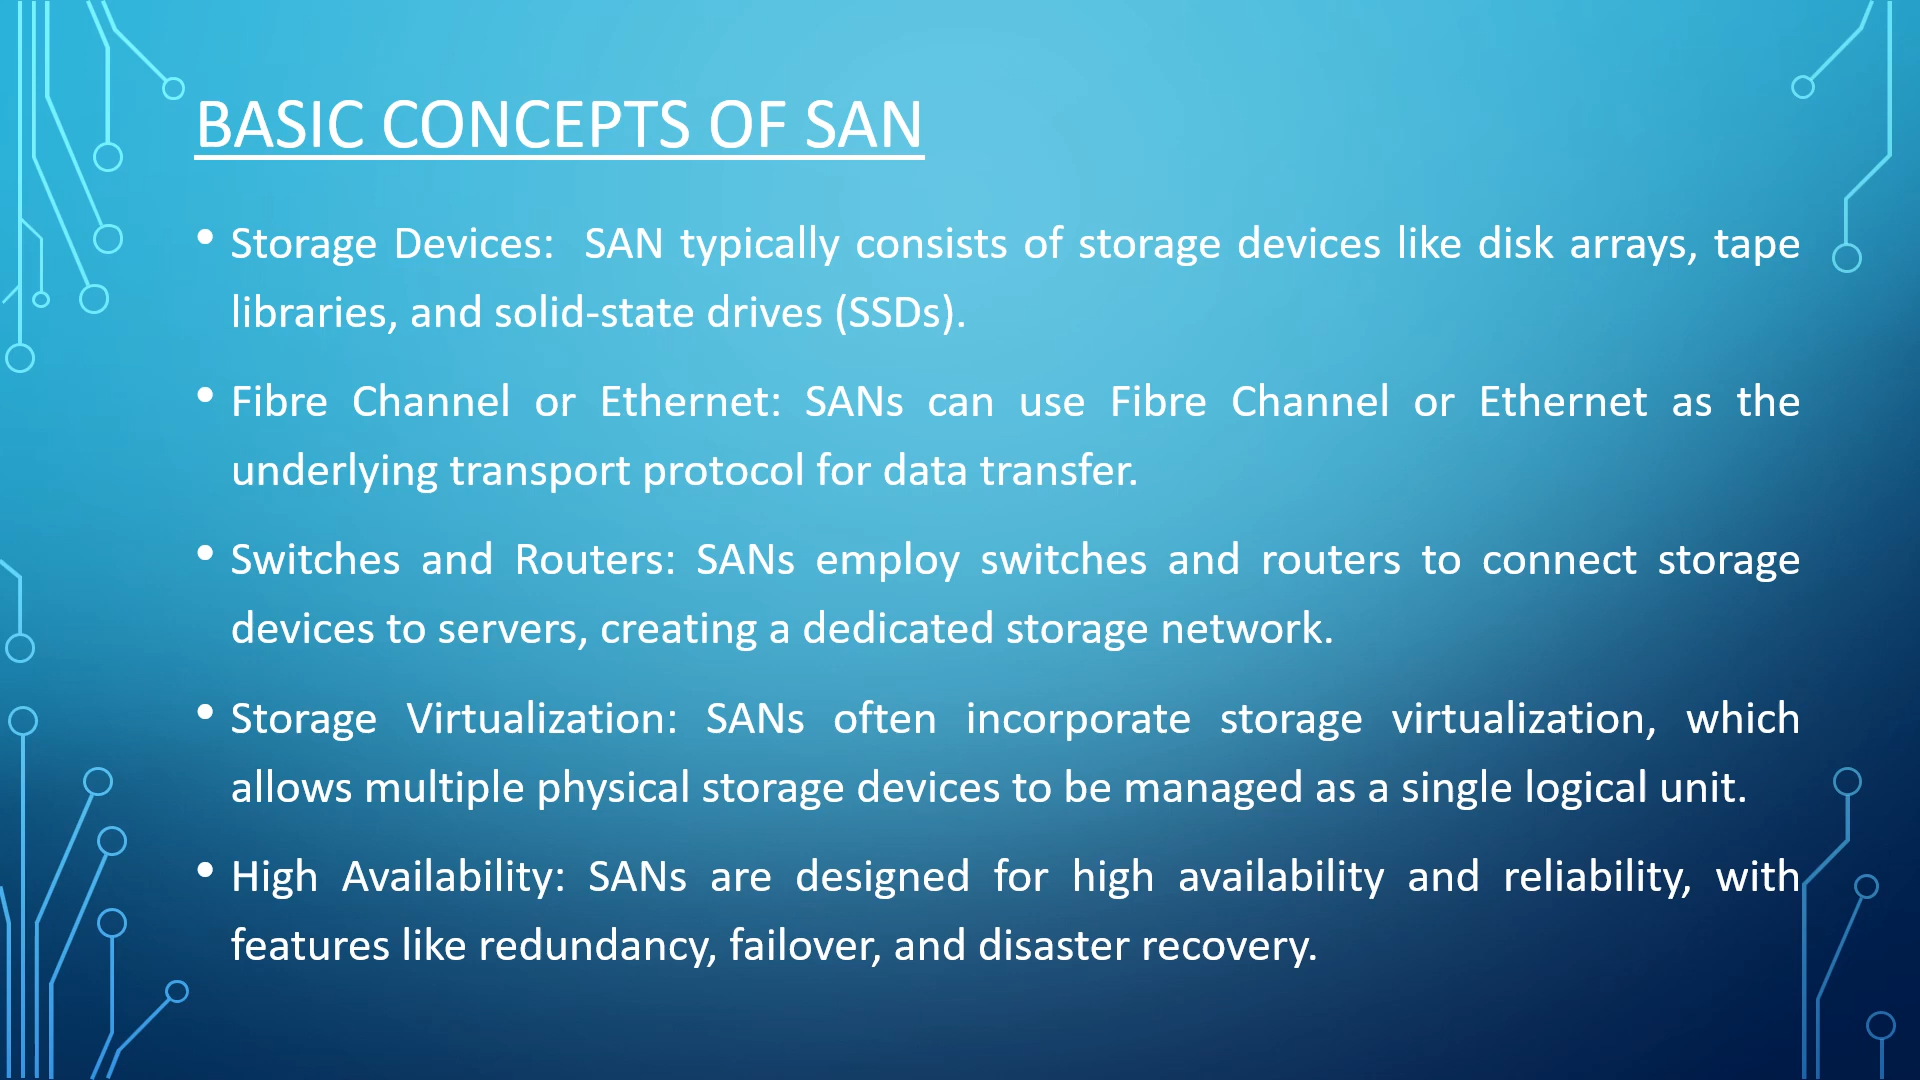 BASIC CONCEPTS OF SAN
• Storage Devices:  SAN typically consists of storage devices like disk arrays, tape
libraries, and solid-state drives (SSDs).
• Fibre Channel or Ethernet: SANs can use Fibre Channel or Ethernet as the
underlying transport protocol for data transfer.
• Switches and Routers: SANs employ switches and routers to connect storage
devices to servers, creating a dedicated storage network.
• Storage Virtualization: SANs often incorporate storage virtualization, which
allows multiple physical storage devices to be managed as a single logical unit.
• High Availability: SANs are designed for high availability and reliability, with
features like redundancy, failover, and disaster recovery.